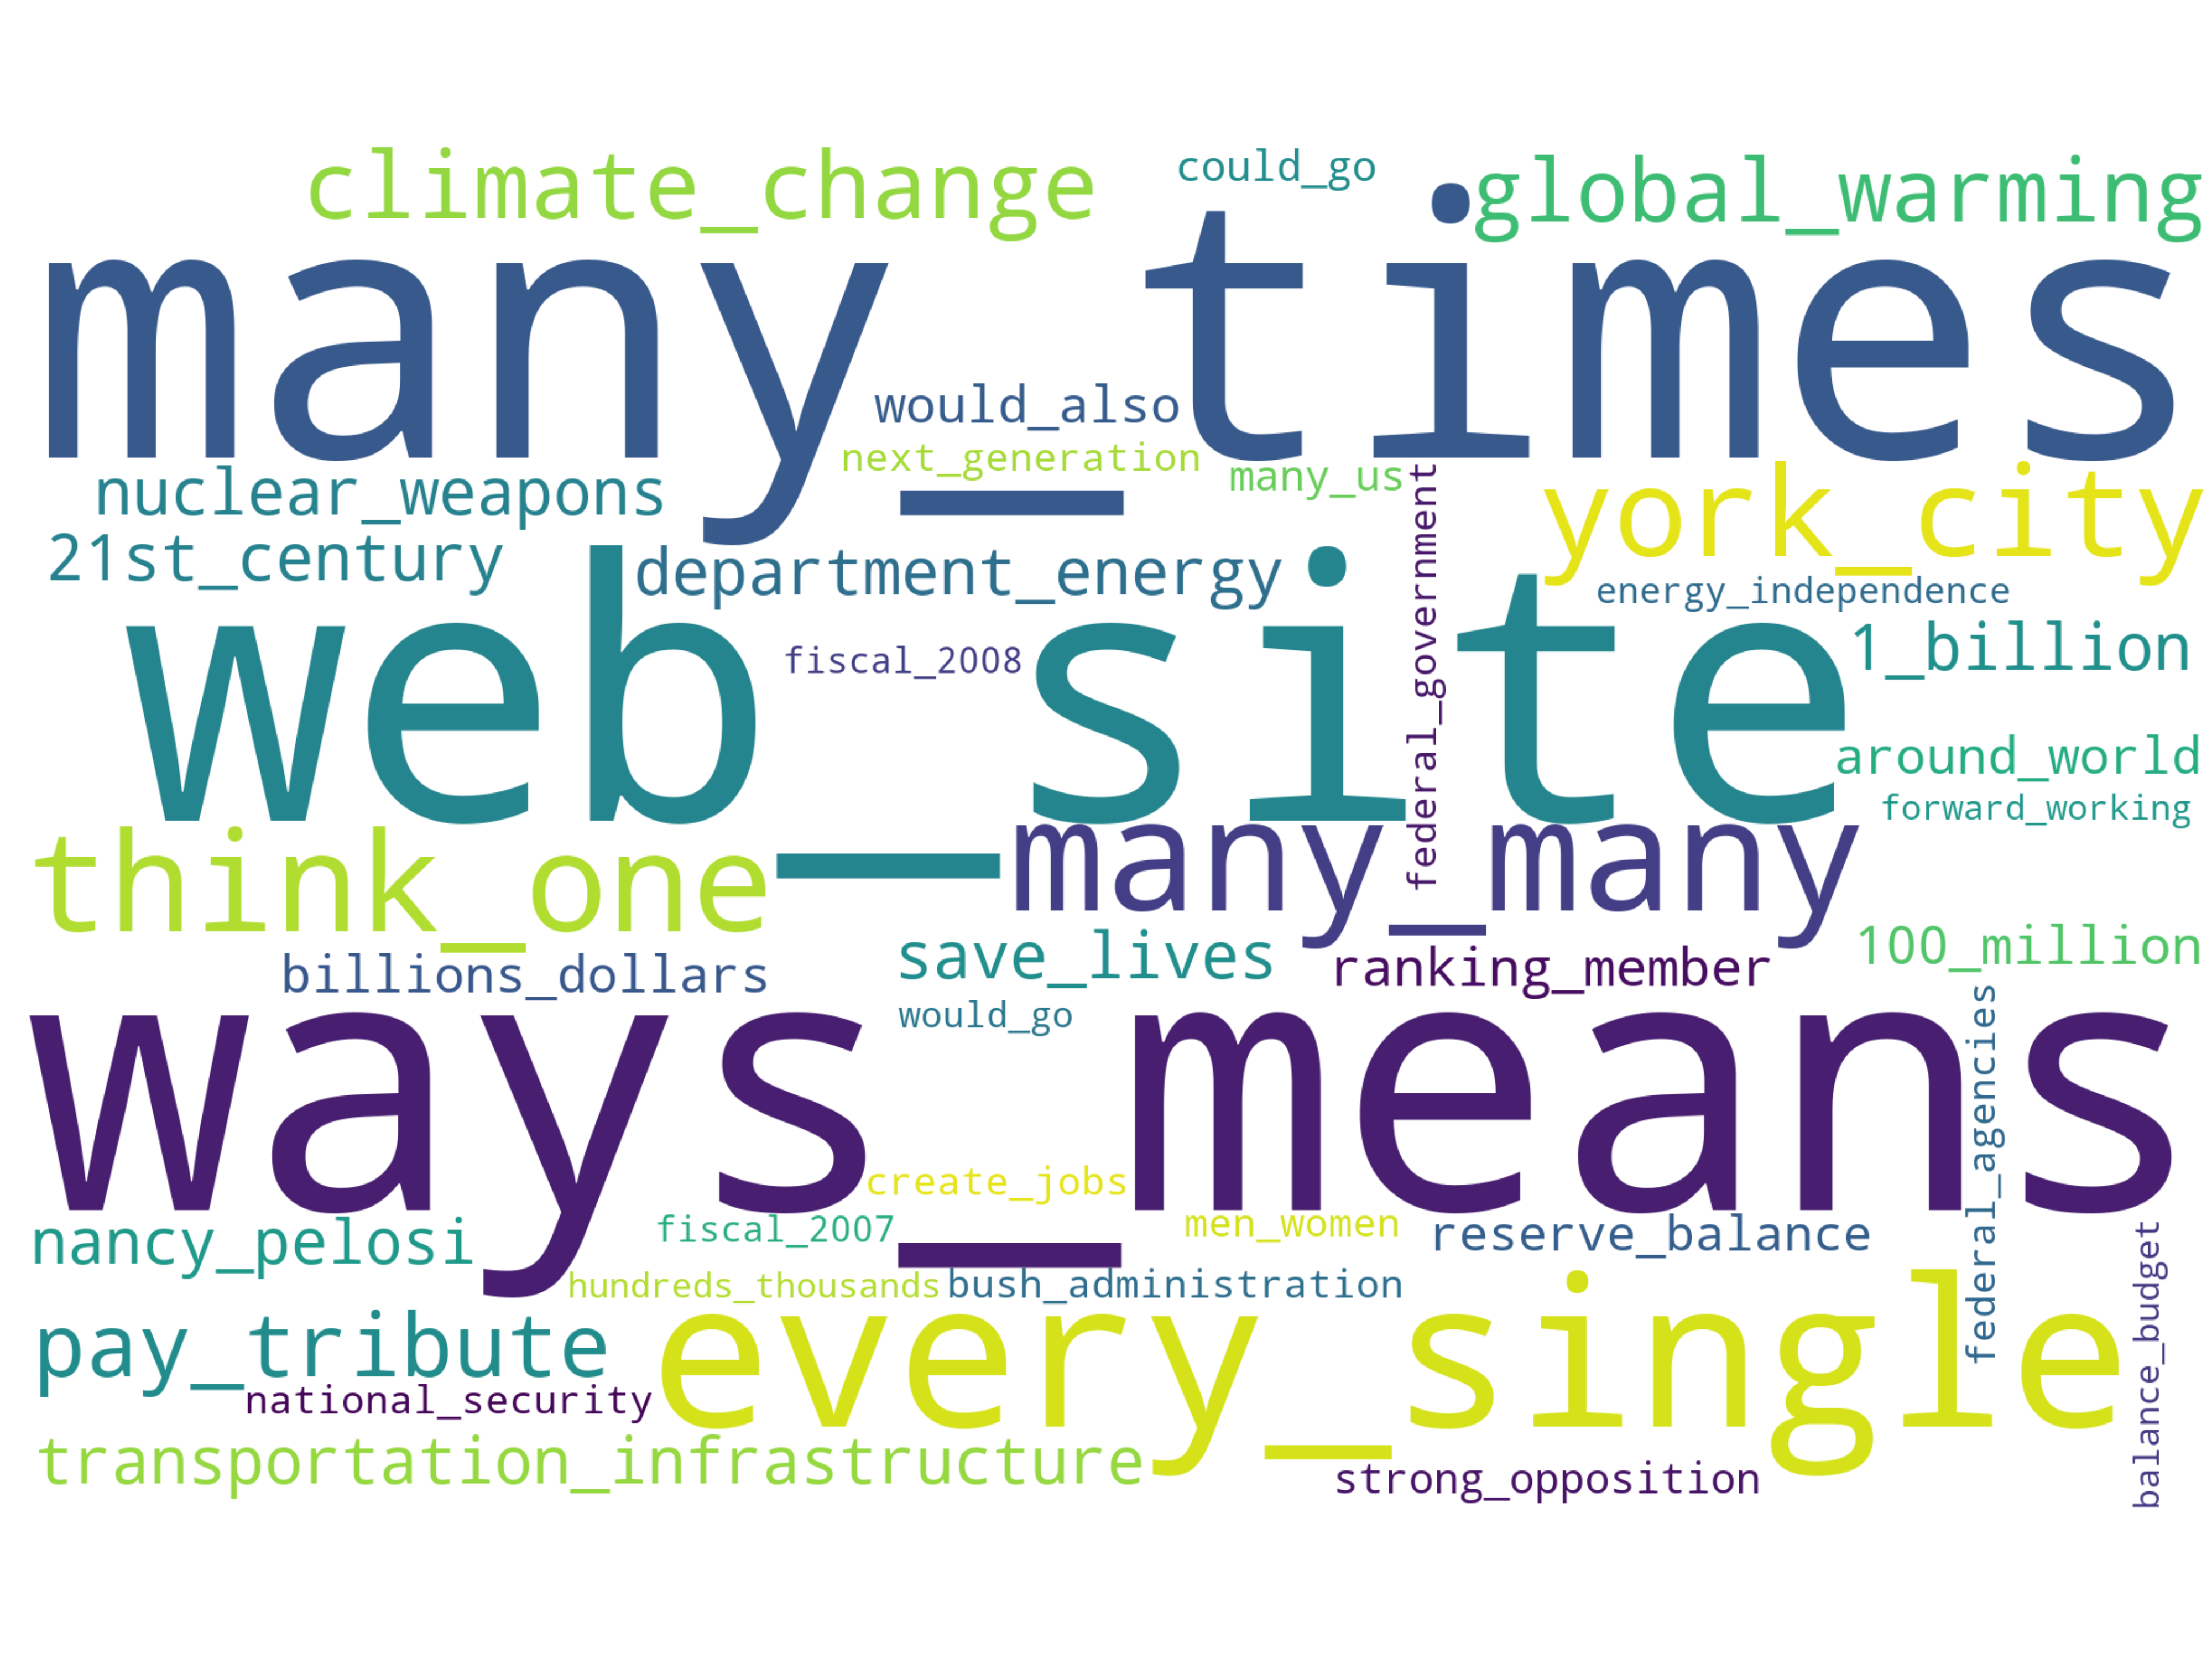 climate_change
could_go
global_warming
many_times
would_also
next_generation
many_us
nuclear_weapons
york_city
21st_century
department_energy
federal_government
energy_independence
web_site
fiscal_2008
1_billion
around_world
forward_working
think_one
many_many
save_lives
ranking_member
100_million
billions_dollars
would_go
ways_means
federal_agencies
create_jobs
nancy_pelosi
fiscal_2007
men_women
reserve_balance
hundreds_thousands
bush_administration
balance_budget
pay_tribute
every_single
national_security
transportation_infrastructure
strong_opposition